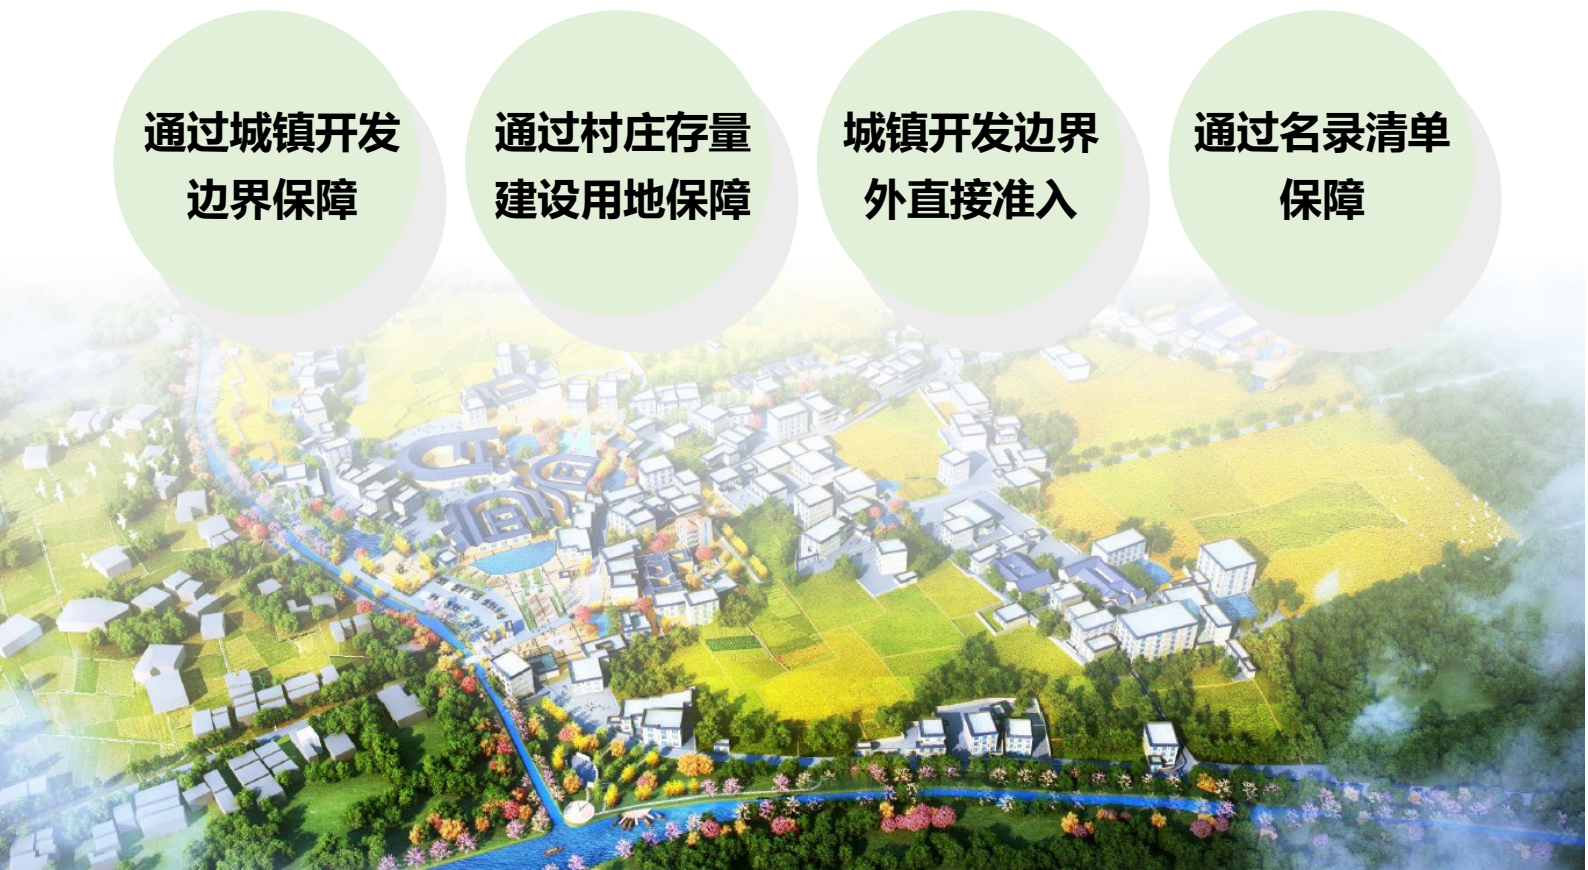 通过城镇开发
边界保障
通过村庄存量
建设用地保障
城镇开发边界
外直接准入
通过名录清单
保障